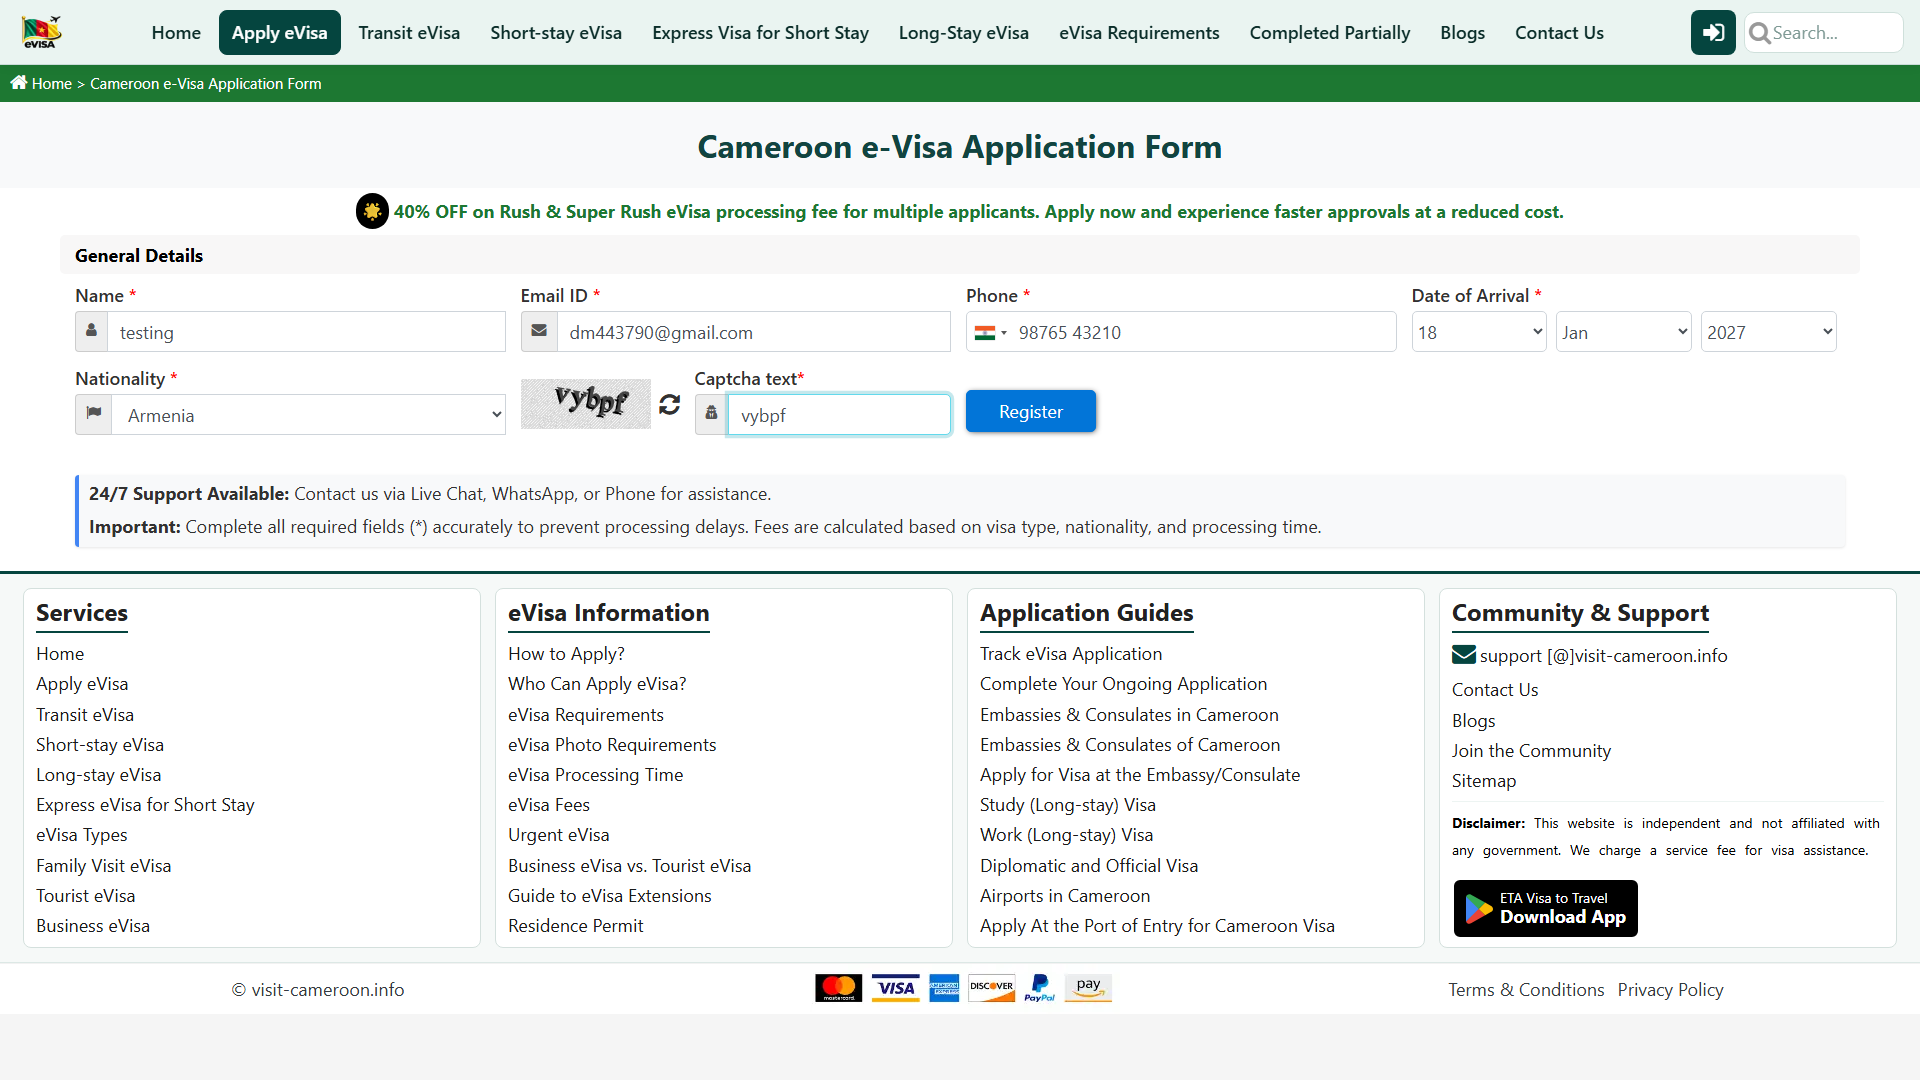 eVISA
Home
Apply eVisa
Transit eVisa
Short-stay eVisa
Express Visa for Short Stay
Long-Stay eVisa
eVisa Requirements
Completed Partially
Blogs
Contact Us
Search...
Home > Cameroon e-Visa Application Form
Cameroon e-Visa Application Form
40% OFF on Rush & Super Rush eVisa processing fee for multiple applicants. Apply now and experience faster approvals at a reduced cost.
General Details
Name *
Email ID *
Phone *
Date of Arrival *
testing
dm443790@gmail.com
98765 43210
18
Jan
2027
Nationality *
Captcha text*
Armenia
vybpf
vybpf
Register
24/7 Support Available: Contact us via Live Chat, WhatsApp, or Phone for assistance.
Important: Complete all required fields (*) accurately to prevent processing delays. Fees are calculated based on visa type, nationality, and processing time.
Services
Home
Apply eVisa
Transit eVisa
Short-stay eVisa
Long-stay eVisa
Express eVisa for Short Stay
eVisa Types
Family Visit eVisa
Tourist eVisa
Business eVisa
eVisa Information
How to Apply?
Who Can Apply eVisa?
eVisa Requirements
eVisa Photo Requirements
eVisa Processing Time
eVisa Fees
Urgent eVisa
Business eVisa vs. Tourist eVisa
Guide to eVisa Extensions
Residence Permit
Application Guides
Track eVisa Application
Complete Your Ongoing Application
Embassies & Consulates in Cameroon
Embassies & Consulates of Cameroon
Apply for Visa at the Embassy/Consulate
Study (Long-stay) Visa
Work (Long-stay) Visa
Diplomatic and Official Visa
Airports in Cameroon
Apply At the Port of Entry for Cameroon Visa
Community & Support
support [@]visit-cameroon.info
Contact Us
Blogs
Join the Community
Sitemap
Disclaimer: This website is independent and not affiliated with
any government. We charge a service fee for visa assistance.
ETA Visa to Travel
Download App
© visit-cameroon.info
mastercard
VISA
AMERICAN EXPRESS
DISCOVER
PayPal
pay
Terms & Conditions
Privacy Policy